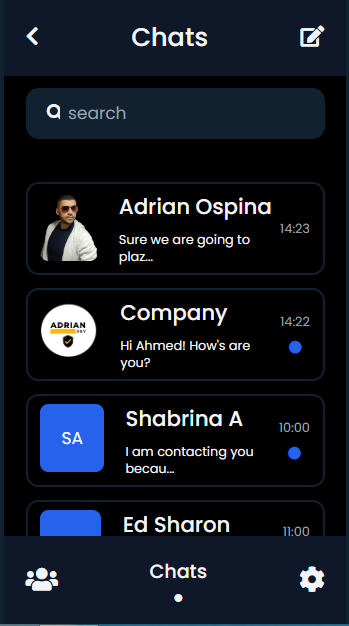 Chats
search
Adrian Ospina
Sure we are going to
plaz...
14:23
ADRIAN
DEV
Company
Hi Ahmed! How's are
you?
14:22
SA
Shabrina A
I am contacting you
becau...
10:00
Ed Sharon
11:00
Chats